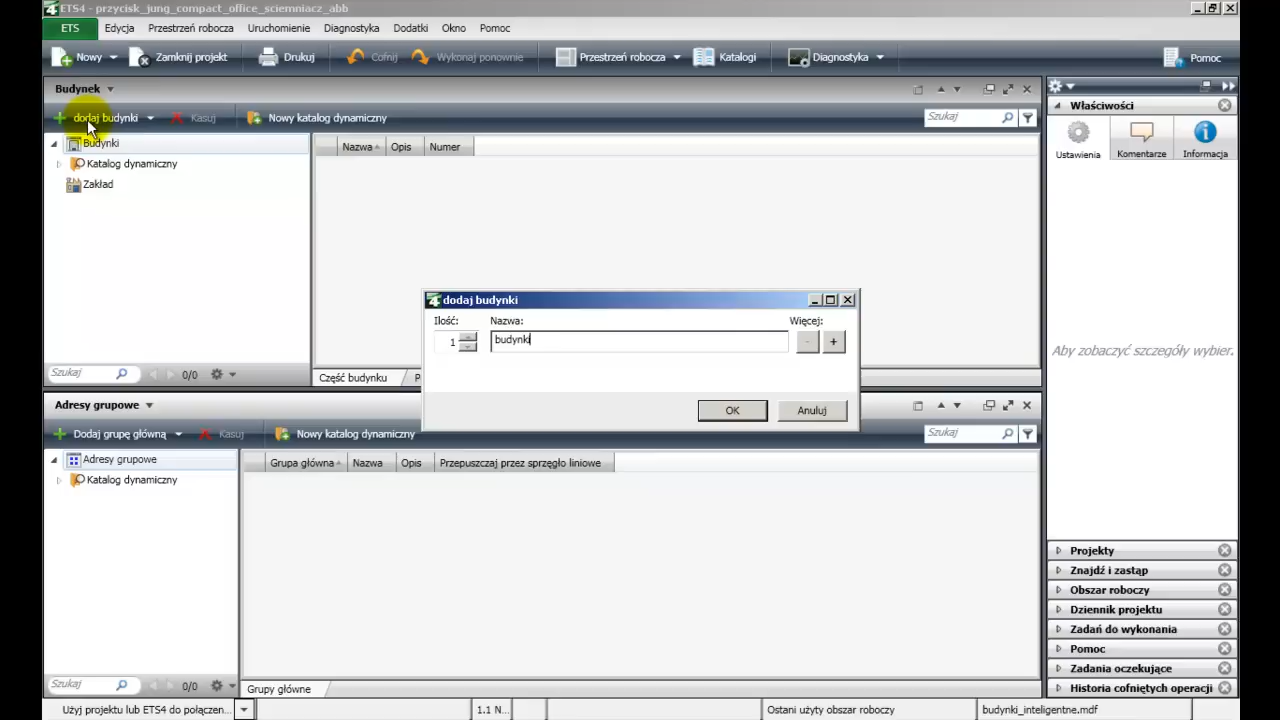 ETS4 - przycisk_jung_compact_office_sciemniacz_abb
ETS Edycja Przestrzeń robocza Uruchomienie Diagnostyka Dodatki Okno Pomoc
Nowy Zamknij projekt Drukuj Cofnij Wykonaj ponownie Przestrzeń robocza Katalogi Diagnostyka Pomoc
Budynek
dodaj budynki Kasuj Nowy katalog dynamiczny Szukaj
Budynki
Katalog dynamiczny
Zakład
Nazwa Opis Numer
Szukaj 0/0
Część budynku P
dodaj budynki
Ilość: Nazwa: Więcej:
1 budynki - +
OK Anuluj
Adresy grupowe
Dodaj grupę główną Kasuj Nowy katalog dynamiczny Szukaj
Adresy grupowe
Katalog dynamiczny
Grupa główna Nazwa Opis Przepuszczaj przez sprzęgło liniowe
Szukaj 0/0
Grupy główne
Właściwości
Ustawienia Komentarze Informacja
Aby zobaczyć szczegóły wybier.
Projekty
Znajdź i zastąp
Obszar roboczy
Dziennik projektu
Zadań do wykonania
Pomoc
Zadania oczekujące
Historia cofniętych operacji
Użyj projektu lub ETS4 do połączen... 1.1 N... Ostani użyty obszar roboczy budynki_inteligentne.mdf